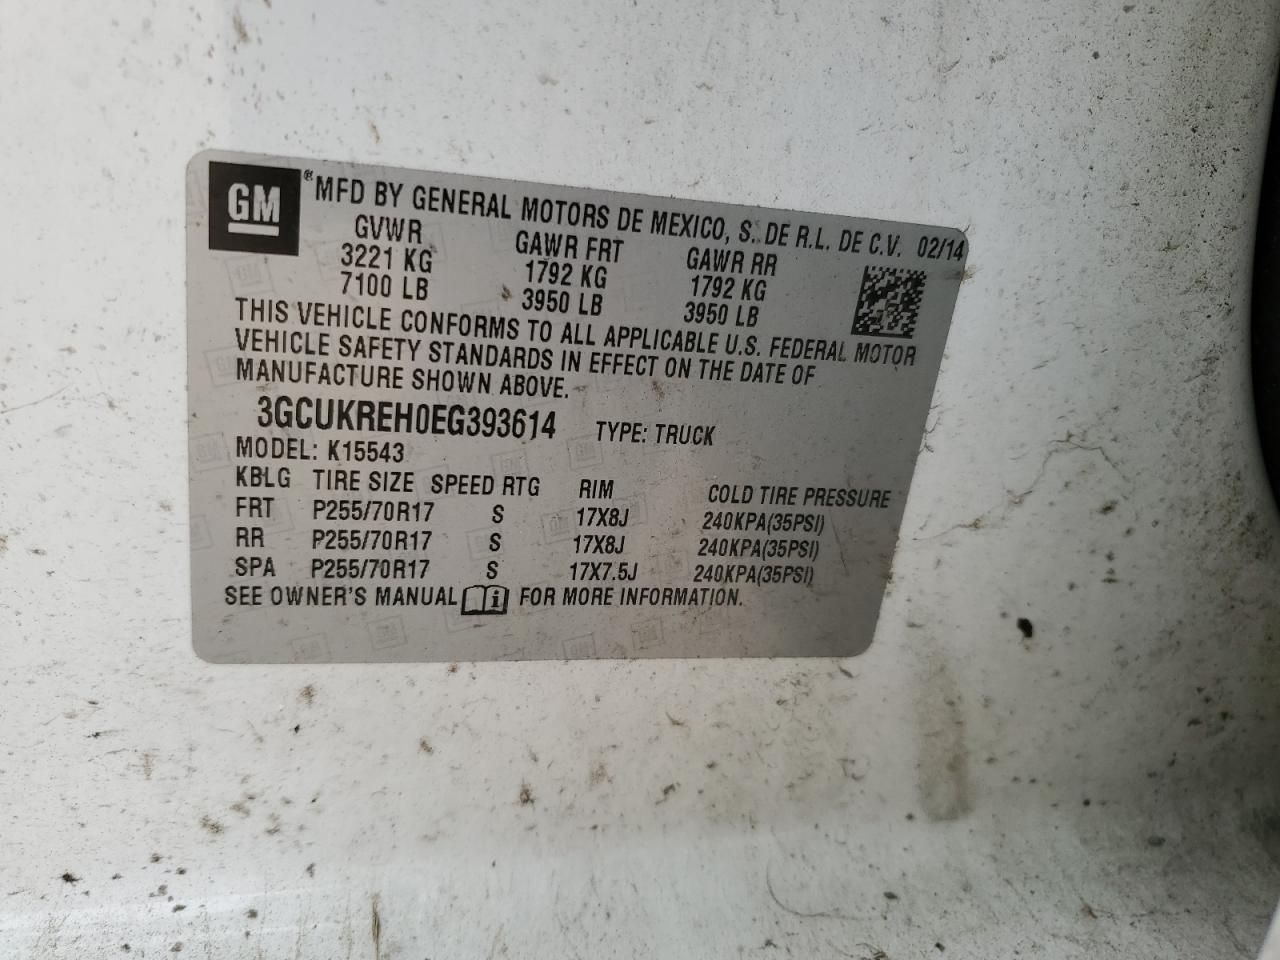 GM ® MFD BY GENERAL MOTORS DE MEXICO, S. DE R.L. DE C.V. 02/14
GVWR GAWR FRT GAWR RR
3221 KG 1792 KG 1792 KG
7100 LB 3950 LB 3950 LB
THIS VEHICLE CONFORMS TO ALL APPLICABLE U.S. FEDERAL MOTOR
VEHICLE SAFETY STANDARDS IN EFFECT ON THE DATE OF
MANUFACTURE SHOWN ABOVE.
3GCUKREH0EG393614 TYPE: TRUCK
MODEL: K15543
KBLG TIRE SIZE SPEED RTG RIM COLD TIRE PRESSURE
FRT P255/70R17 S 17X8J 240KPA(35PSI)
RR P255/70R17 S 17X8J 240KPA(35PSI)
SPA P255/70R17 S 17X7.5J 240KPA(35PSI)
SEE OWNER'S MANUAL i FOR MORE INFORMATION.